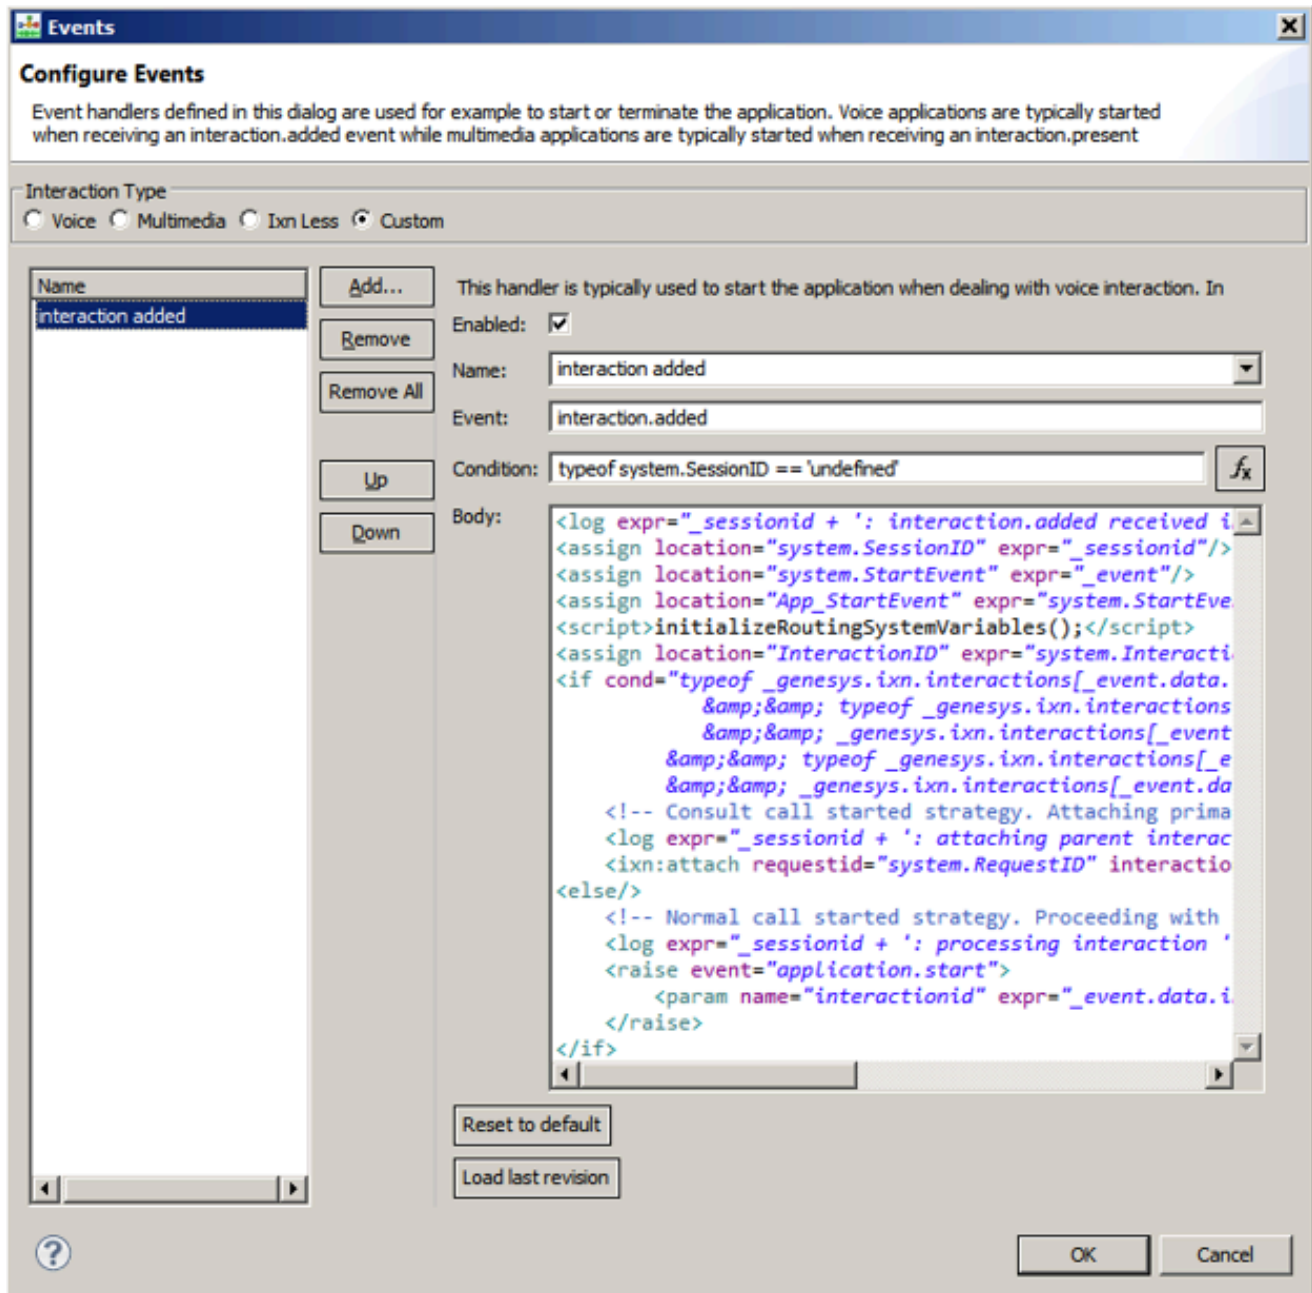 Events
Configure Events
Event handlers defined in this dialog are used for example to start or terminate the application. Voice applications are typically started
when receiving an interaction.added event while multimedia applications are typically started when receiving an interaction.present
Interaction Type
Voice Multimedia Ixn Less Custom
Name
interaction added
Add...
Remove
Remove All
Up
Down
This handler is typically used to start the application when dealing with voice interaction. In
Enabled:
Name: interaction added
Event: interaction.added
Condition: typeof system.SessionID == 'undefined' fx
Body:
<log expr="_sessionid + ': interaction.added received i
<assign location="system.SessionID" expr="_sessionid"/>
<assign location="system.StartEvent" expr="_event"/>
<assign location="App_StartEvent" expr="system.StartEve
<script>initializeRoutingSystemVariables();</script>
<assign location="InteractionID" expr="system.Interacti
<if cond="typeof _genesys.ixn.interactions[_event.data.
&amp;&amp; typeof _genesys.ixn.interactions
&amp;&amp; _genesys.ixn.interactions[_event
&amp;&amp; typeof _genesys.ixn.interactions[_e
&amp;&amp; _genesys.ixn.interactions[_event.da
<!-- Consult call started strategy. Attaching prima
<log expr="_sessionid + ': attaching parent interac
<ixn:attach requestid="system.RequestID" interactio
<else/>
<!-- Normal call started strategy. Proceeding with
<log expr="_sessionid + ': processing interaction '
<raise event="application.start">
<param name="interactionid" expr="_event.data.i
</raise>
</if>
Reset to default
Load last revision
?
OK Cancel